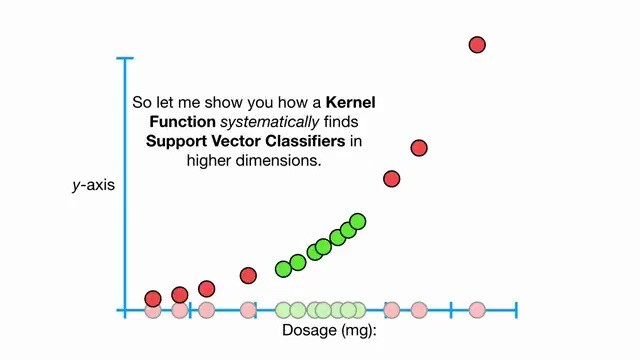 So let me show you how a Kernel
Function systematically finds
Support Vector Classifiers in
higher dimensions.
y-axis
Dosage (mg):